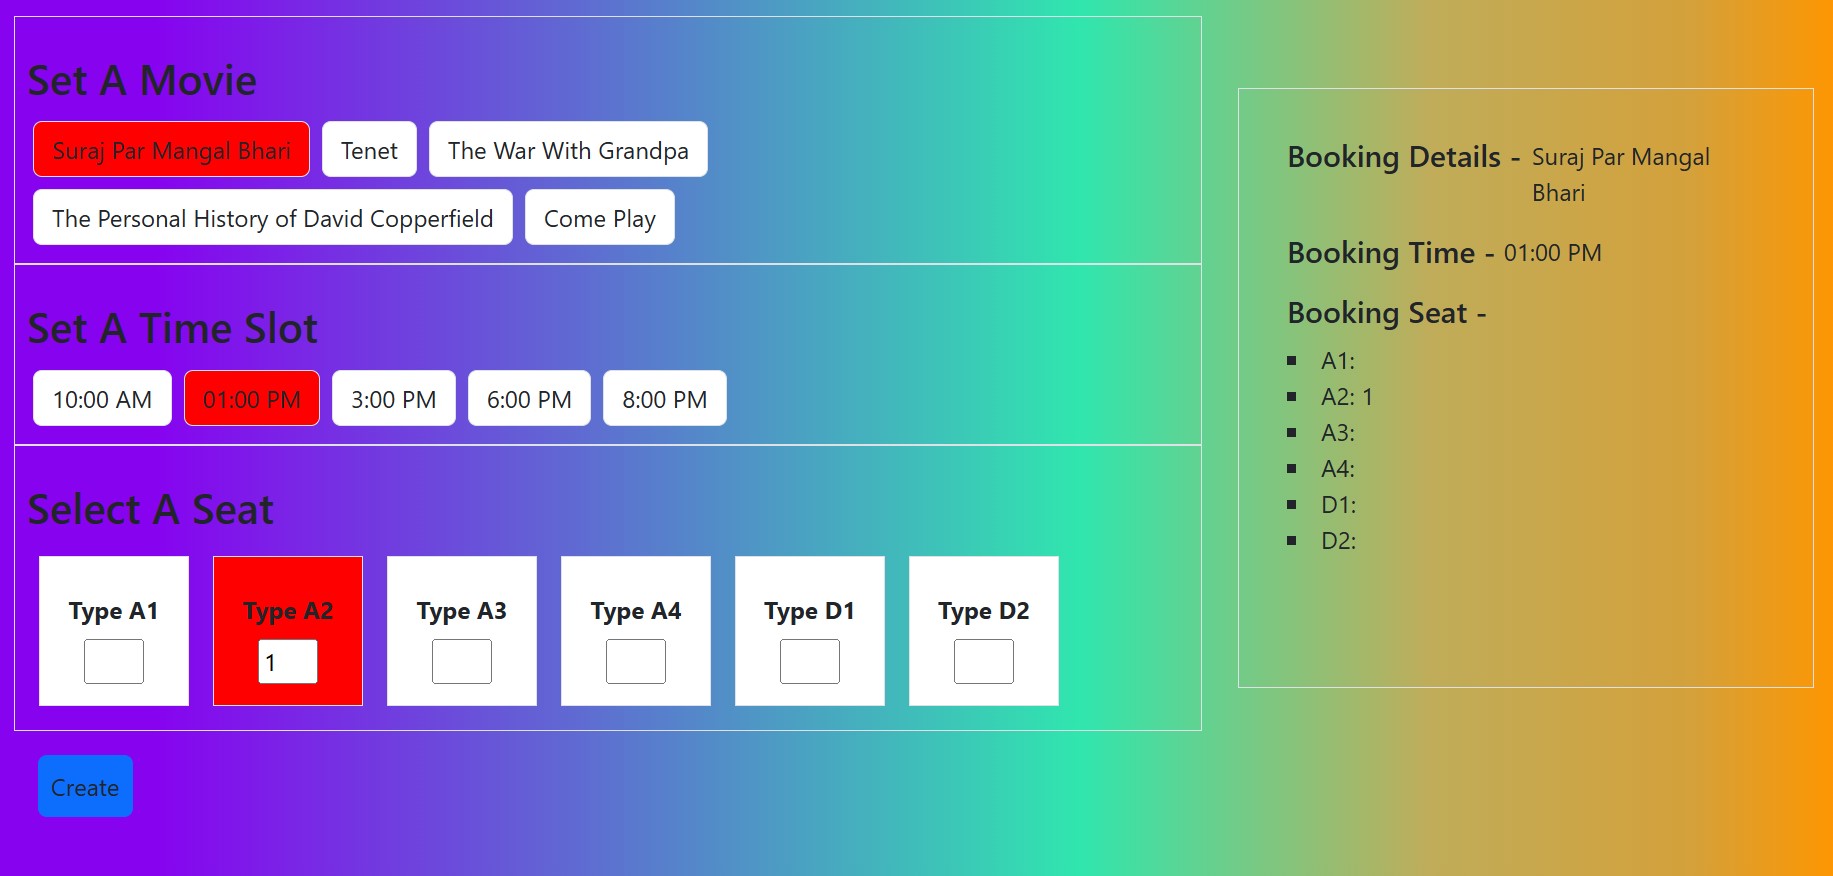 Set A Movie
Suraj Par Mangal Bhari
Tenet
The War With Grandpa
The Personal History of David Copperfield
Come Play
Set A Time Slot
10:00 AM
01:00 PM
3:00 PM
6:00 PM
8:00 PM
Select A Seat
Type A1
Type A2
1
Type A3
Type A4
Type D1
Type D2
Create
Booking Details - Suraj Par Mangal
Bhari
Booking Time - 01:00 PM
Booking Seat -
A1:
A2: 1
A3:
A4:
D1:
D2: